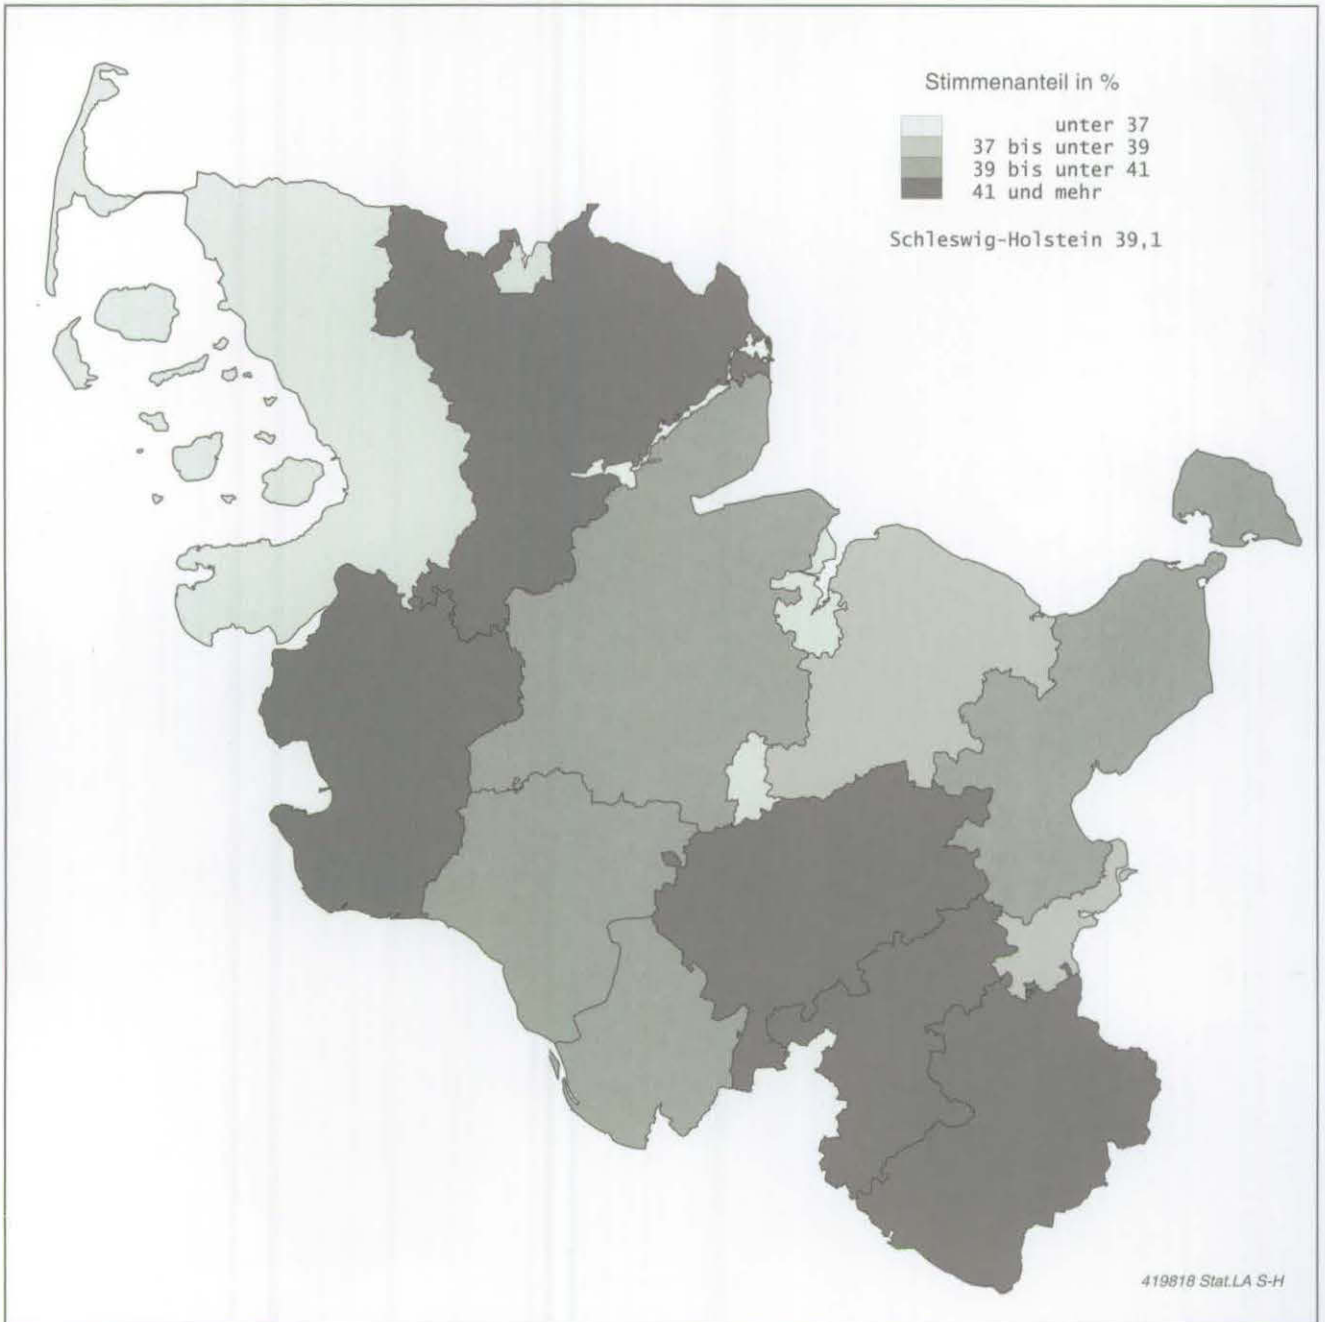 Stimmenanteil in %
unter 37
37 bis unter 39
39 bis unter 41
41 und mehr
Schleswig-Holstein 39,1
419818 Stat.LA S-H